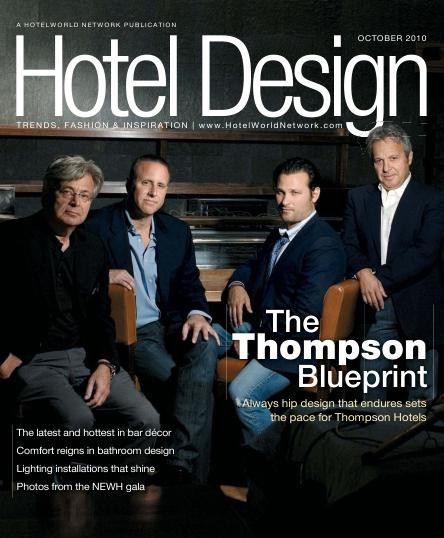 A HOTELWORLD NETWORK PUBLICATION
OCTOBER 2010
Hotel Design
TRENDS, FASHION & INSPIRATION | www.HotelWorldNetwork.com
The
Thompson
Blueprint
Always hip design that endures sets
the pace for Thompson Hotels
The latest and hottest in bar décor
Comfort reigns in bathroom design
Lighting installations that shine
Photos from the NEWH gala